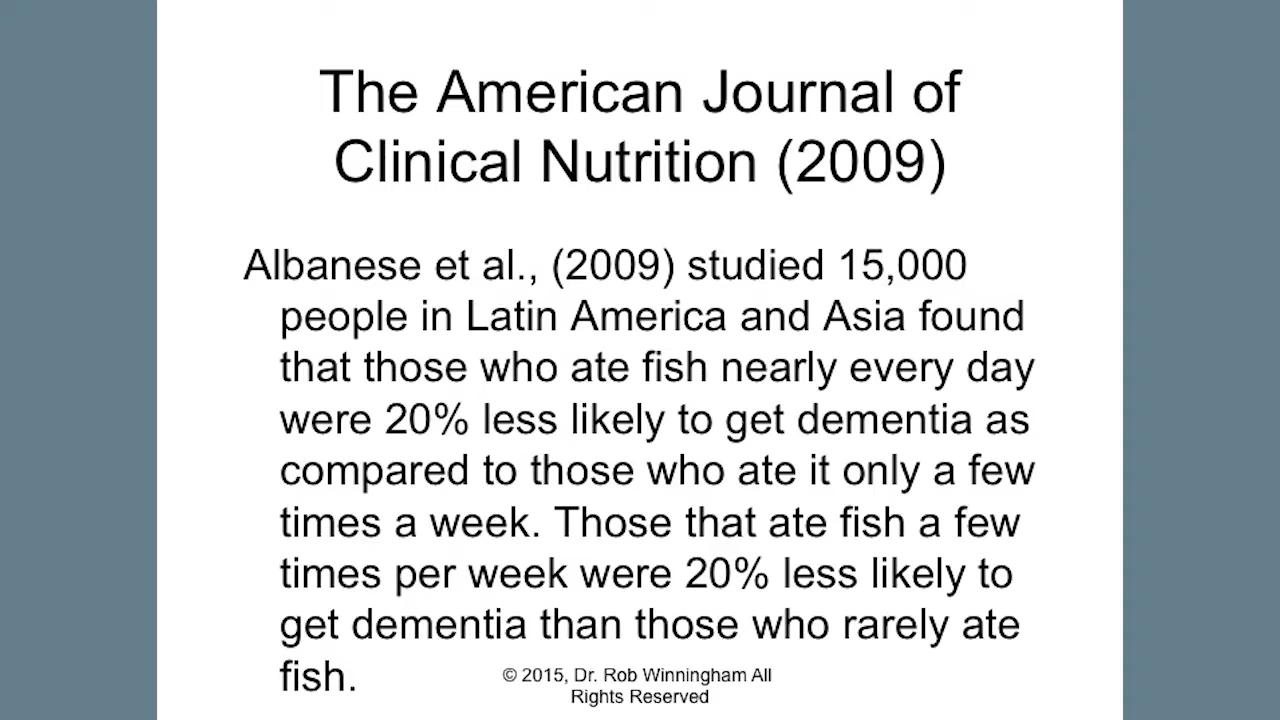 The American Journal of
Clinical Nutrition (2009)
Albanese et al., (2009) studied 15,000
people in Latin America and Asia found
that those who ate fish nearly every day
were 20% less likely to get dementia as
compared to those who ate it only a few
times a week. Those that ate fish a few
times per week were 20% less likely to
get dementia than those who rarely ate
fish.
© 2015, Dr. Rob Winningham All
Rights Reserved